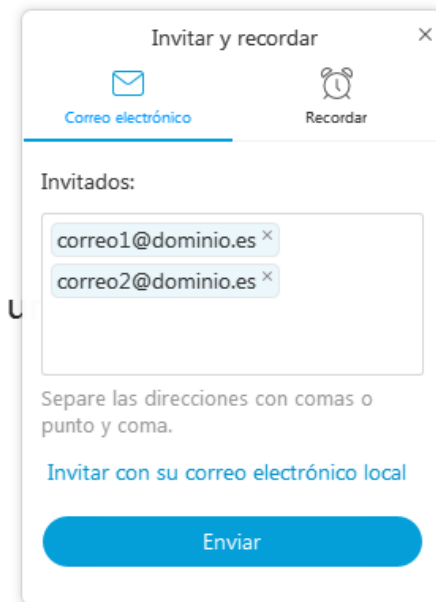 Invitar y recordar
Correo electrónico
Recordar
Invitados:
correo1@dominio.es
correo2@dominio.es
Separe las direcciones con comas o
punto y coma.
Invitar con su correo electrónico local
Enviar